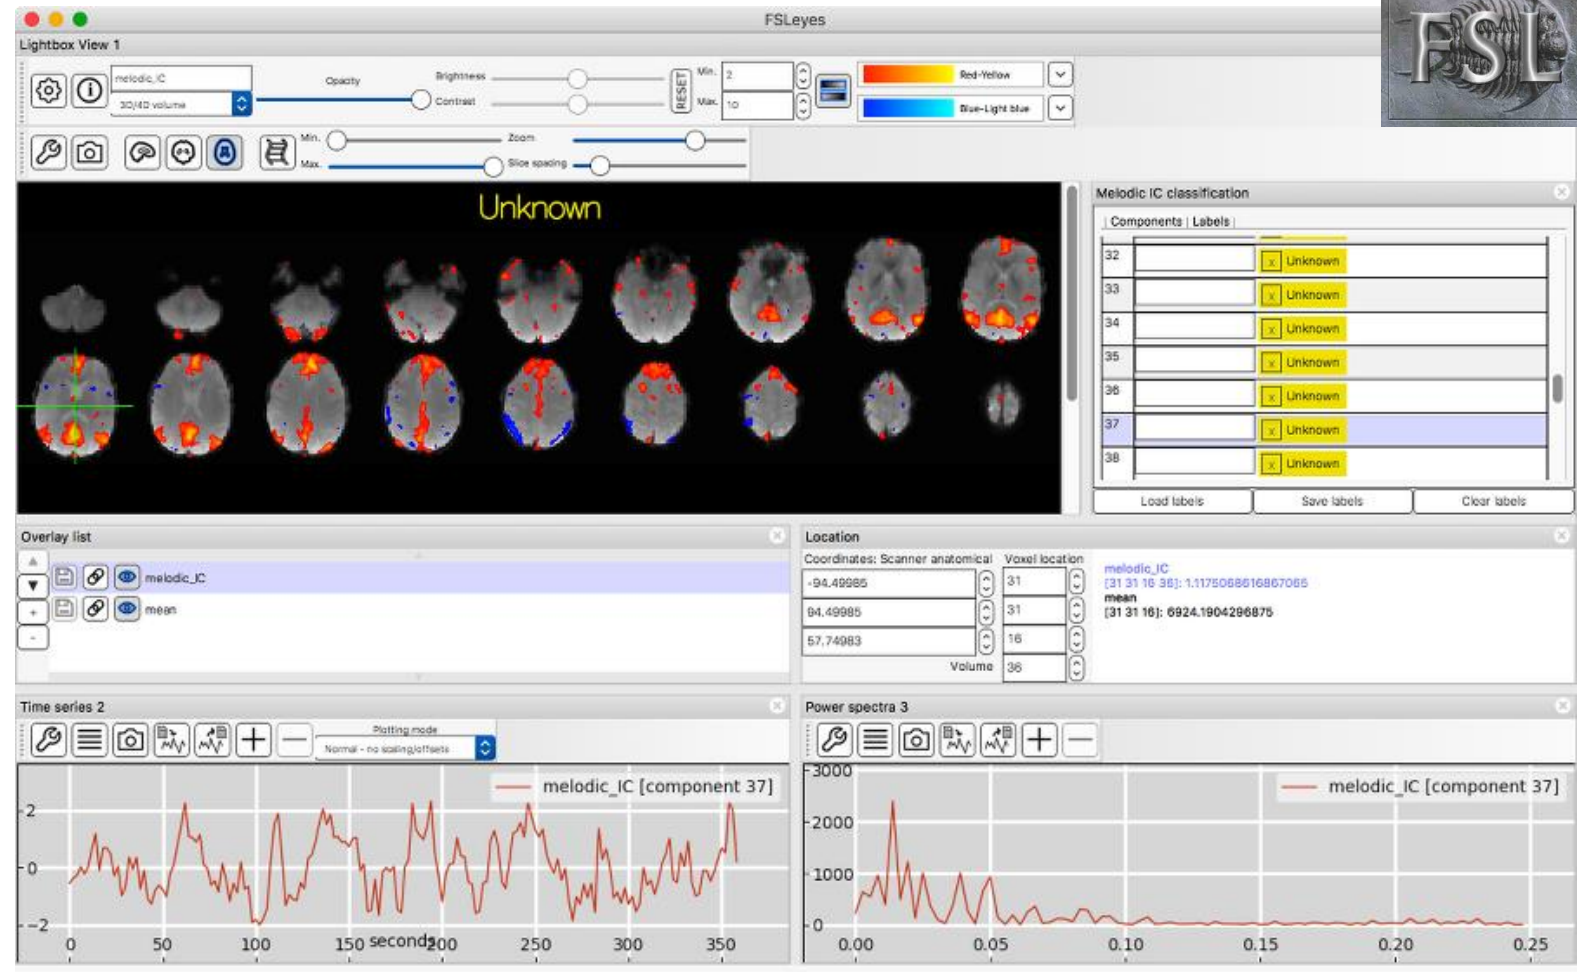 FSLeyes
FSL
Lightbox View 1
melodic_IC
3D/4D volume
Opacity
Brightness
Contrast
RESET
Min. 2
Max. 10
Red-Yellow
Blue-Light blue
Min.
Max.
Zoom
Slice spacing
Unknown
Melodic IC classification
Components | Labels
32 x Unknown
33 x Unknown
34 x Unknown
35 x Unknown
36 x Unknown
37 x Unknown
38 x Unknown
Load labels Save labels Clear labels
Overlay list
melodic_IC
mean
Location
Coordinates: Scanner anatomical Voxel location
-94.49985 31
94.49985 31
57.74983 16
Volume 36
melodic_IC
[31 31 16 36]: 1.1175068616867065
mean
[31 31 16]: 6924.1904296875
Time series 2
Plotting mode
Normal - no scaling/offsets
melodic_IC [component 37]
2
0
-2
0 50 100 150 200 250 300 350
seconds
Power spectra 3
melodic_IC [component 37]
3000
2000
1000
0
0.00 0.05 0.10 0.15 0.20 0.25